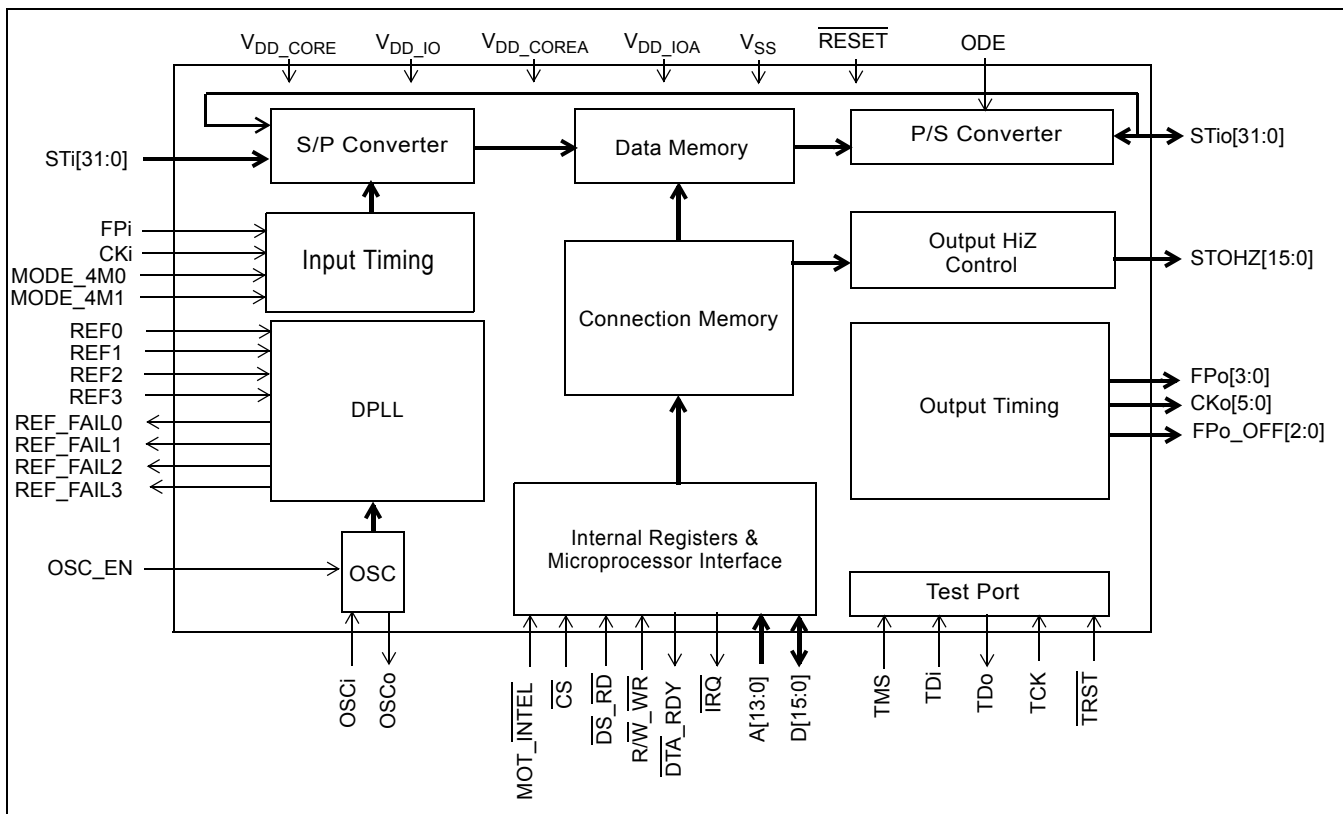 VDD_CORE VDD_IO VDD_COREA VDD_IOA VSS RESET ODE
STi[31:0]
S/P Converter
Data Memory
P/S Converter
STio[31:0]
FPi
CKi
MODE_4M0
MODE_4M1
Input Timing
Connection Memory
Output HiZ
Control
STOHZ[15:0]
REF0
REF1
REF2
REF3
REF_FAIL0
REF_FAIL1
REF_FAIL2
REF_FAIL3
DPLL
Output Timing
FPo[3:0]
CKo[5:0]
FPo_OFF[2:0]
OSC_EN
OSC
Internal Registers &
Microprocessor Interface
Test Port
OSCi
OSCo
MOT_INTEL
CS
DS_RD
R/W_WR
DTA_RDY
IRQ
A[13:0]
D[15:0]
TMS
TDi
TDo
TCK
TRST